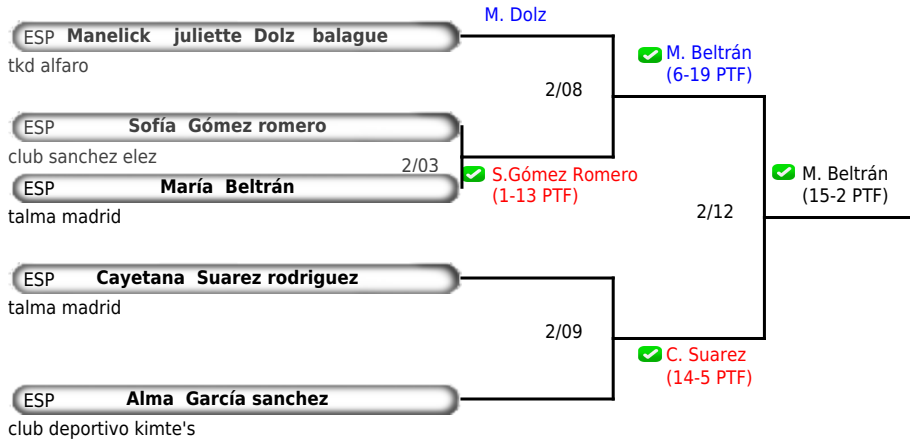 M. Dolz
ESP Manelick juliette Dolz balague
tkd alfaro
M. Beltrán
(6-19 PTF)
2/08
ESP Sofía Gómez romero
club sanchez elez
2/03
S.Gómez Romero
(1-13 PTF)
ESP María Beltrán
talma madrid
M. Beltrán
(15-2 PTF)
2/12
ESP Cayetana Suarez rodriguez
talma madrid
2/09
C. Suarez
(14-5 PTF)
ESP Alma García sanchez
club deportivo kimte's